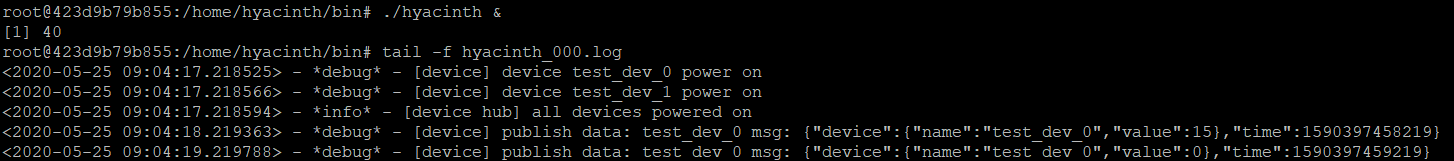 root@423d9b79b855:/home/hyacinth/bin# ./hyacinth &
[1] 40
root@423d9b79b855:/home/hyacinth/bin# tail -f hyacinth_000.log
<2020-05-25 09:04:17.218525> - *debug* - [device] device test_dev_0 power on
<2020-05-25 09:04:17.218566> - *debug* - [device] device test_dev_1 power on
<2020-05-25 09:04:17.218594> - *info* - [device hub] all devices powered on
<2020-05-25 09:04:18.219363> - *debug* - [device] publish data: test_dev_0 msg: {"device":{"name":"test_dev_0","value":15},"time":1590397458219}
<2020-05-25 09:04:19.219788> - *debug* - [device] publish data: test_dev_0 msg: {"device":{"name":"test_dev_0","value":0},"time":1590397459219}